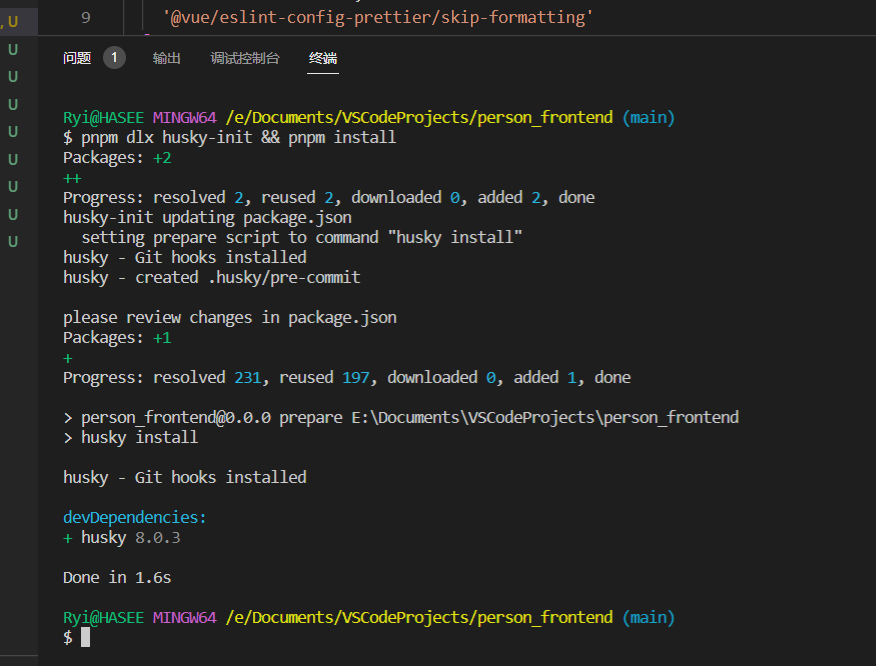 ,U
9
'@vue/eslint-config-prettier/skip-formatting'
U
U
U
U
U
U
U
U
问题 1 输出 调试控制台 终端
Ryi@HASEE MINGW64 /e/Documents/VSCodeProjects/person_frontend (main)
$ pnpm dlx husky-init && pnpm install
Packages: +2
++
Progress: resolved 2, reused 2, downloaded 0, added 2, done
husky-init updating package.json
  setting prepare script to command "husky install"
husky - Git hooks installed
husky - created .husky/pre-commit
please review changes in package.json
Packages: +1
+
Progress: resolved 231, reused 197, downloaded 0, added 1, done
> person_frontend@0.0.0 prepare E:\Documents\VSCodeProjects\person_frontend
> husky install
husky - Git hooks installed
devDependencies:
+ husky 8.0.3
Done in 1.6s
Ryi@HASEE MINGW64 /e/Documents/VSCodeProjects/person_frontend (main)
$